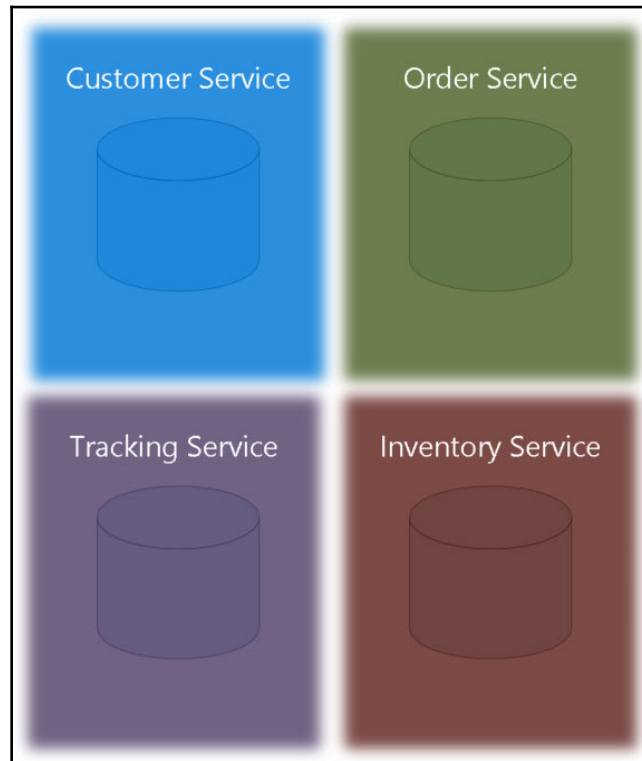 Customer Service
Order Service
Tracking Service
Inventory Service